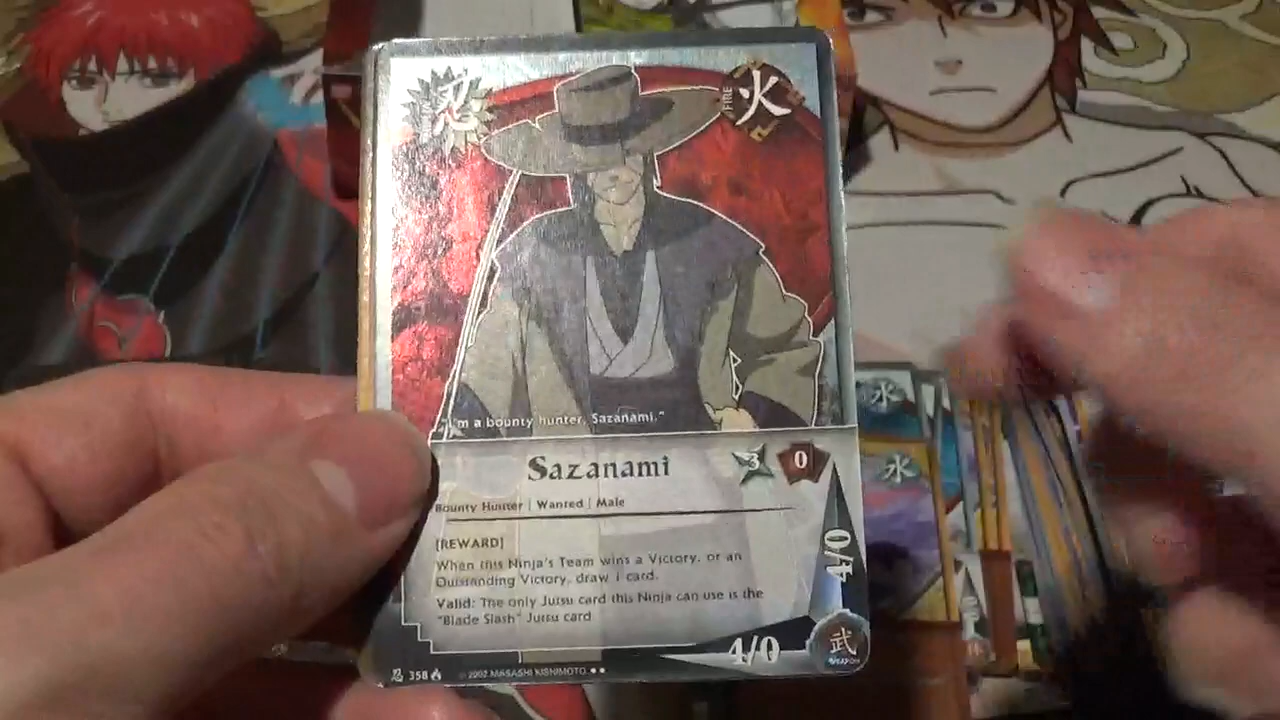 忍
火
FIRE
"I'm a bounty hunter, Sazanami."
Sazanami
3
0
Bounty Hunter | Wanted | Male
[REWARD]
When this Ninja's Team wins a Victory, or an
Outstanding Victory, draw 1 card.
Valid: The only Jutsu card this Ninja can use is the
"Blade Slash" Jutsu card.
4/0
4/0
武
WEAPON
忍 358
© 2002 MASASHI KISHIMOTO
水
水